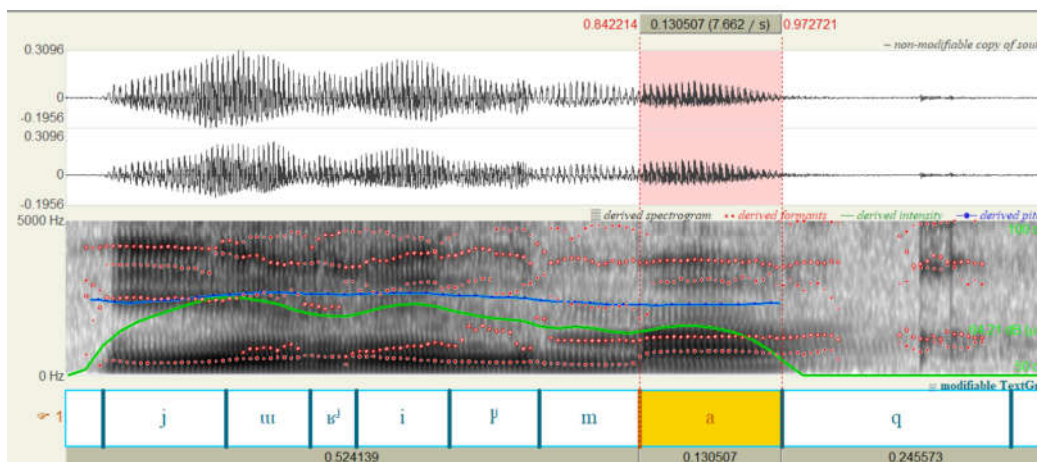 0.842214 0.130507 (7.662 / s) 0.972721
0.3096
non-modifiable copy of sou
0
-0.1956
0.3096
0
-0.1956
5000 Hz derived spectrogram derived formants derived intensity derived pit
0 Hz
modifiable TextGr
1 j ɯ ʁʲ i lʲ m a q
0.524139 0.130507 0.245573